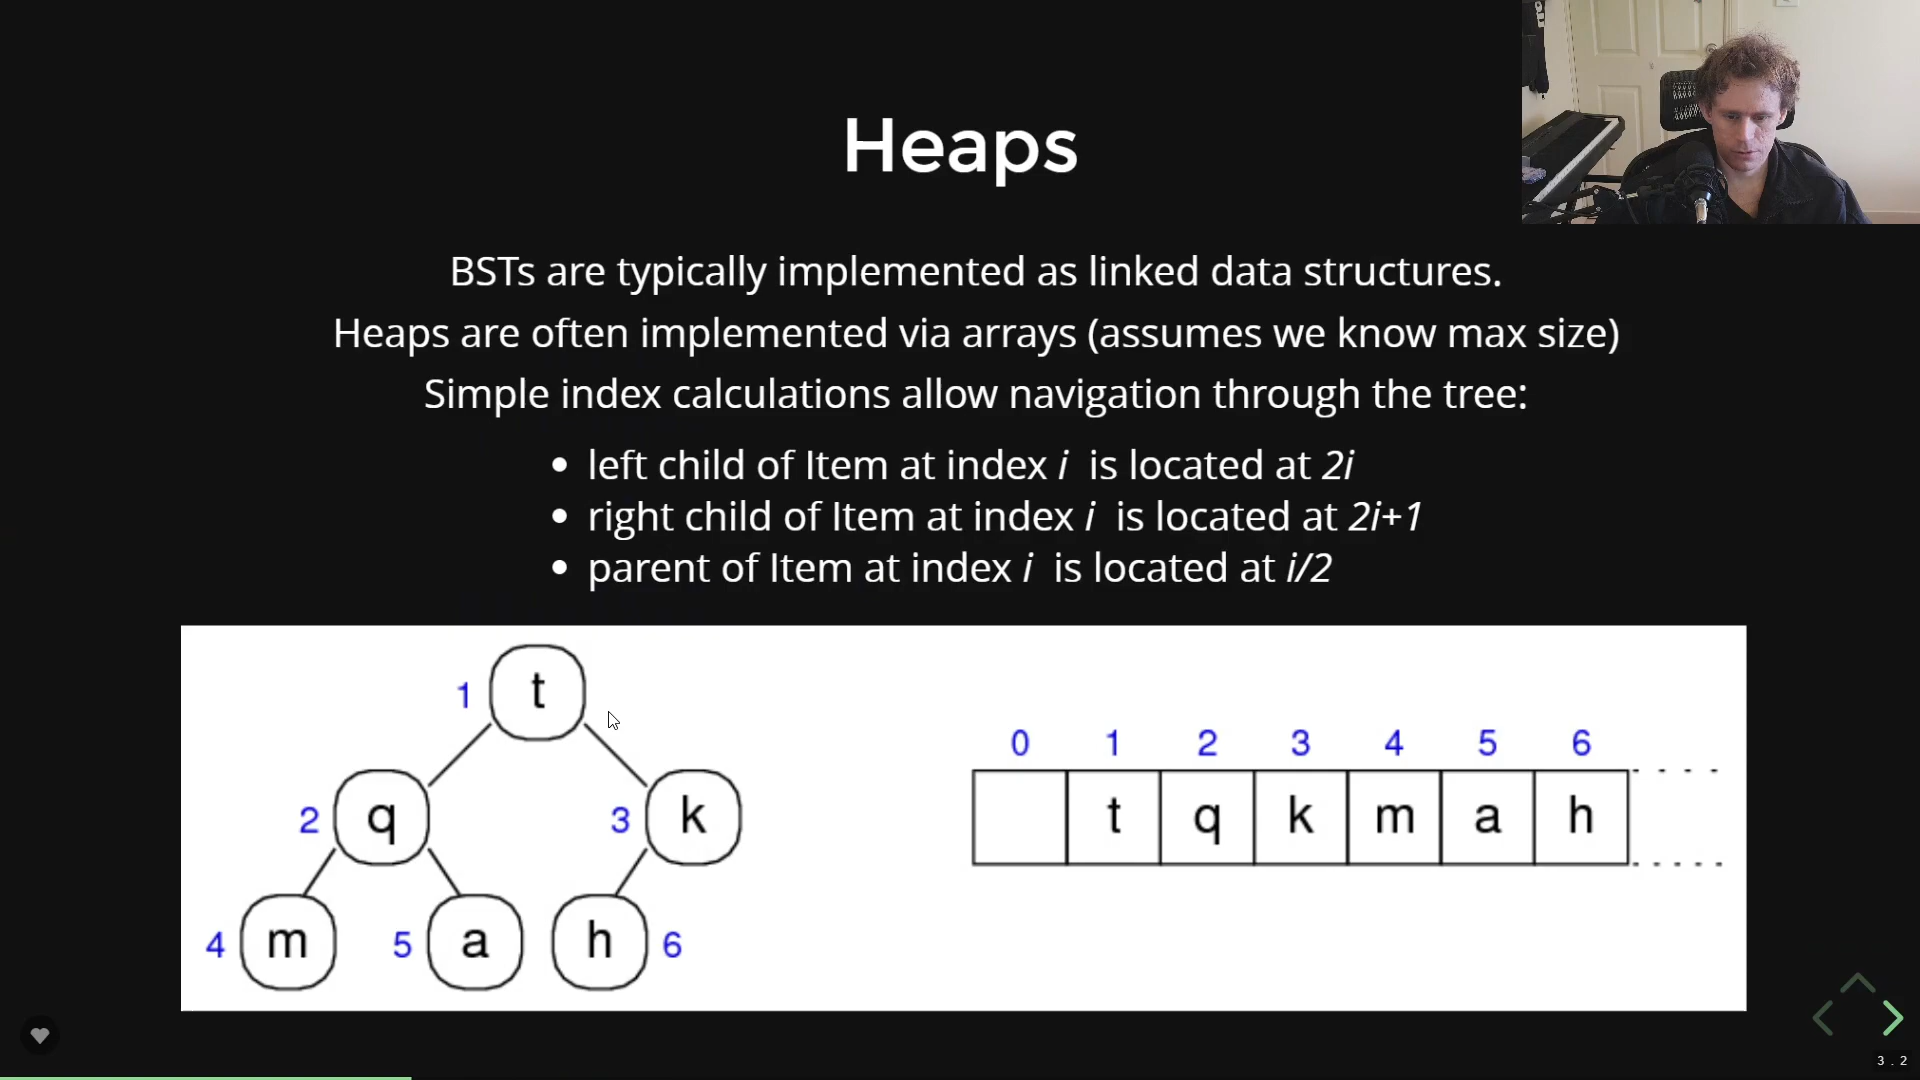 Heaps
BSTs are typically implemented as linked data structures.
Heaps are often implemented via arrays (assumes we know max size)
Simple index calculations allow navigation through the tree:
• left child of Item at index i is located at 2i
• right child of Item at index i is located at 2i+1
• parent of Item at index i is located at i/2
1 t
2 q 3 k
4 m 5 a h 6
0 1 2 3 4 5 6
t q k m a h
3.2